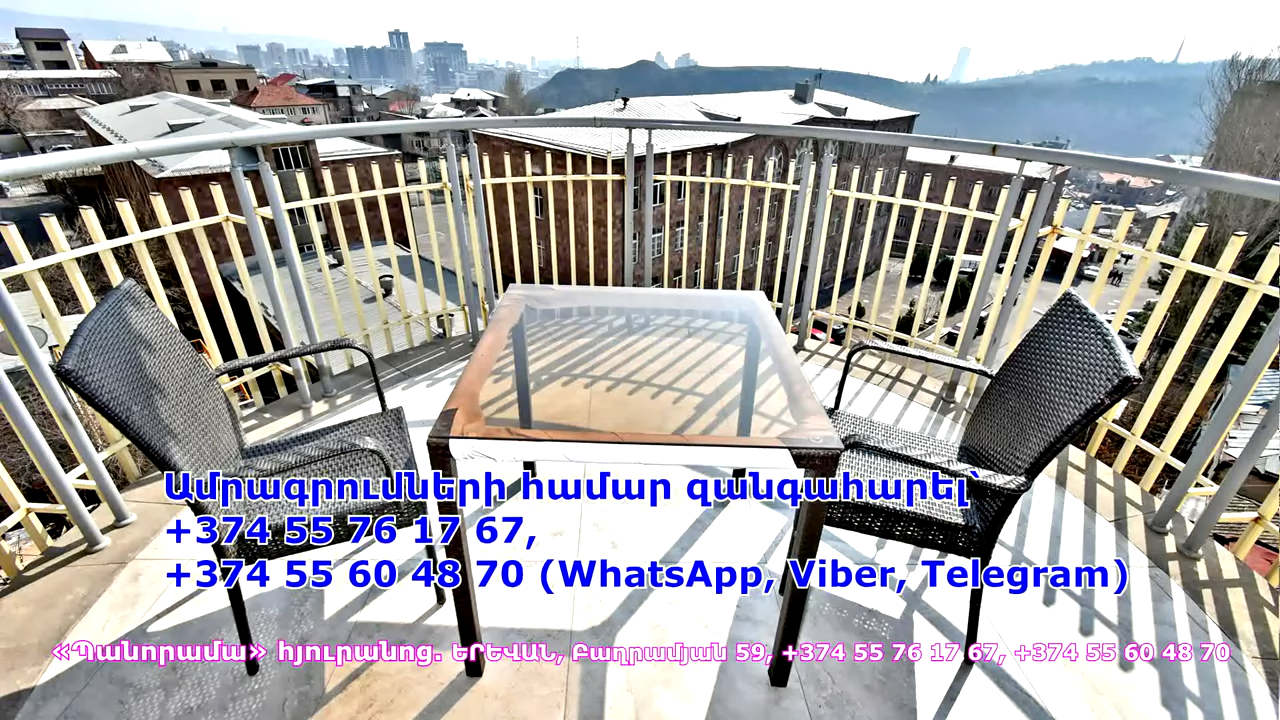 Ամրագրումների համար զանգահարել՝
+374 55 76 17 67,
+374 55 60 48 70 (WhatsApp, Viber, Telegram)
«Պանորամա» հյուրանոց. ԵՐԵՎԱՆ, Բաղրամյան 59, +374 55 76 17 67, +374 55 60 48 70